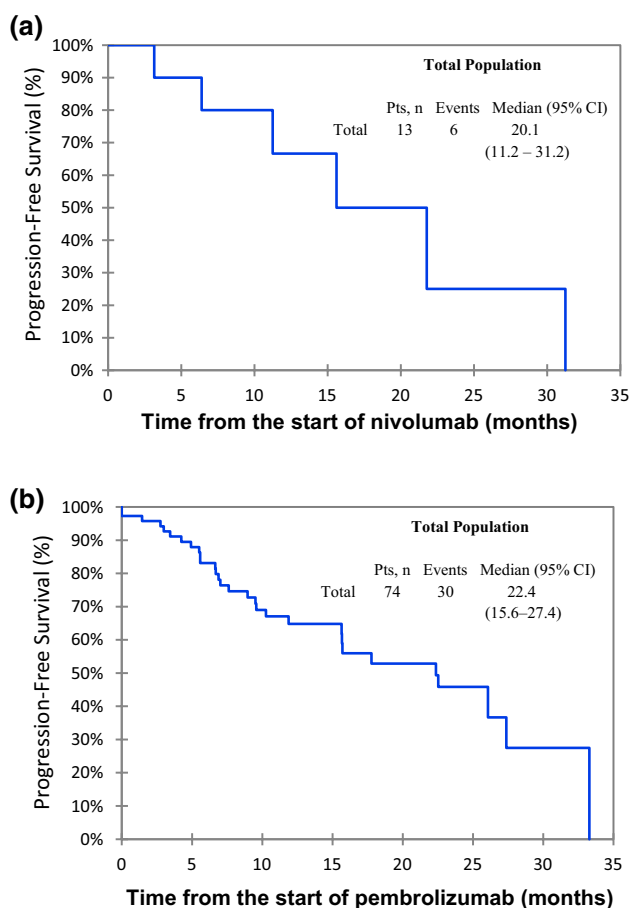 (a)
Progression-Free Survival (%)
100%
90%
80%
70%
60%
50%
40%
30%
20%
10%
0%
Total Population
Pts, n Events Median (95% CI)
Total 13 6 20.1
(11.2 – 31.2)
0 5 10 15 20 25 30 35
Time from the start of nivolumab (months)
(b)
Progression-Free Survival (%)
100%
90%
80%
70%
60%
50%
40%
30%
20%
10%
0%
Total Population
Pts, n Events Median (95% CI)
Total 74 30 22.4
(15.6–27.4)
0 5 10 15 20 25 30 35
Time from the start of pembrolizumab (months)